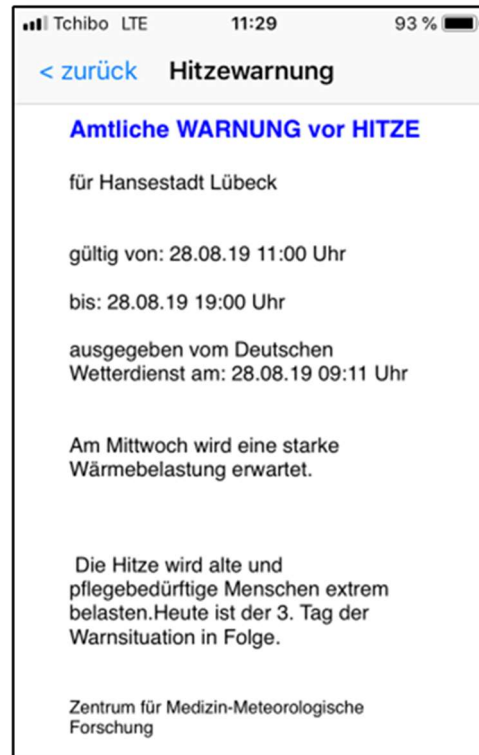 Tchibo LTE 11:29 93 %
< zurück Hitzewarnung
Amtliche WARNUNG vor HITZE
für Hansestadt Lübeck
gültig von: 28.08.19 11:00 Uhr
bis: 28.08.19 19:00 Uhr
ausgegeben vom Deutschen
Wetterdienst am: 28.08.19 09:11 Uhr
Am Mittwoch wird eine starke
Wärmebelastung erwartet.
Die Hitze wird alte und
pflegebedürftige Menschen extrem
belasten.Heute ist der 3. Tag der
Warnsituation in Folge.
Zentrum für Medizin-Meteorologische
Forschung